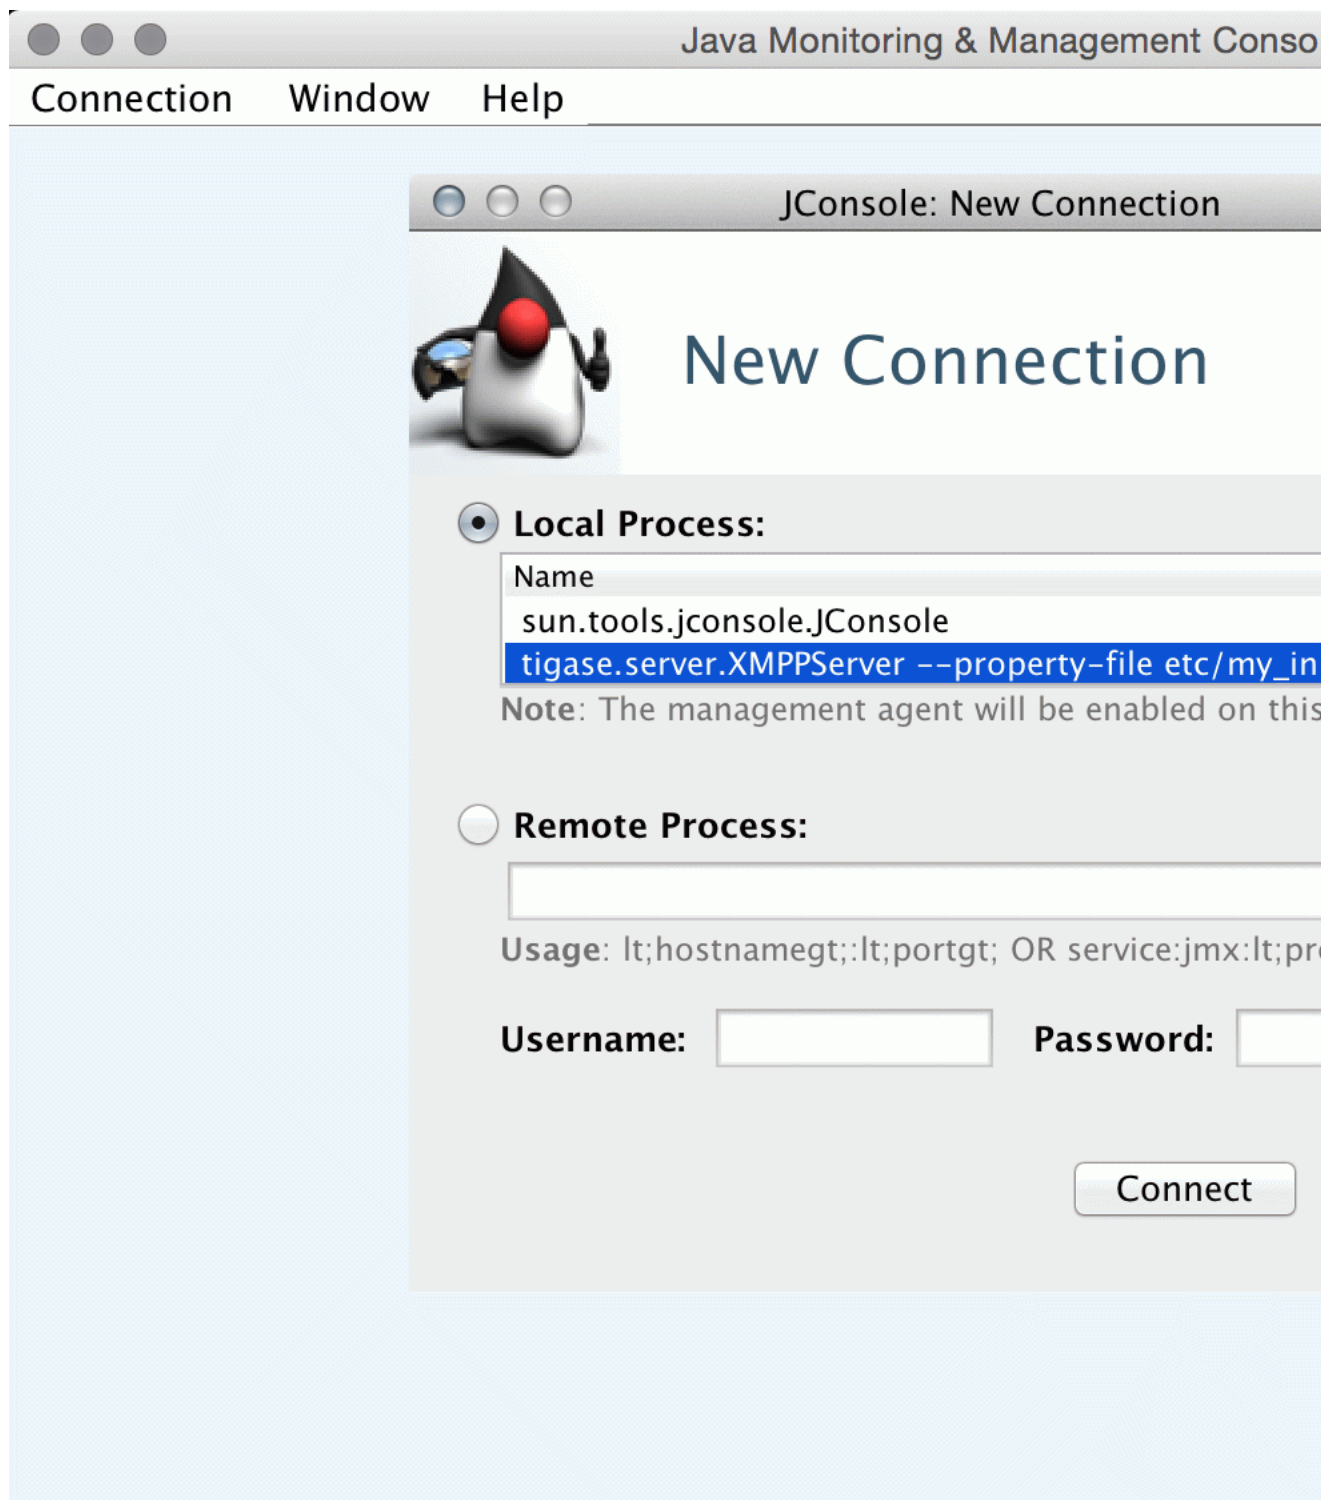 Java Monitoring & Management Conso
Connection Window Help
JConsole: New Connection
New Connection
Local Process:
Name
sun.tools.jconsole.JConsole
tigase.server.XMPPServer --property-file etc/my_in
Note: The management agent will be enabled on this
Remote Process:
Usage: lt;hostnamegt;:lt;portgt; OR service:jmx:lt;pro
Username: Password:
Connect